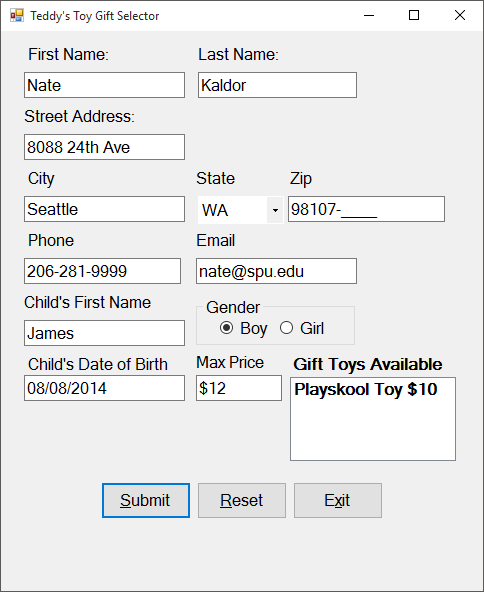 Teddy's Toy Gift Selector
First Name: Last Name:
Nate Kaldor
Street Address:
8088 24th Ave
City State Zip
Seattle WA 98107-____
Phone Email
206-281-9999 nate@spu.edu
Child's First Name Gender
James Boy Girl
Child's Date of Birth Max Price Gift Toys Available
08/08/2014 $12 Playskool Toy $10
Submit Reset Exit